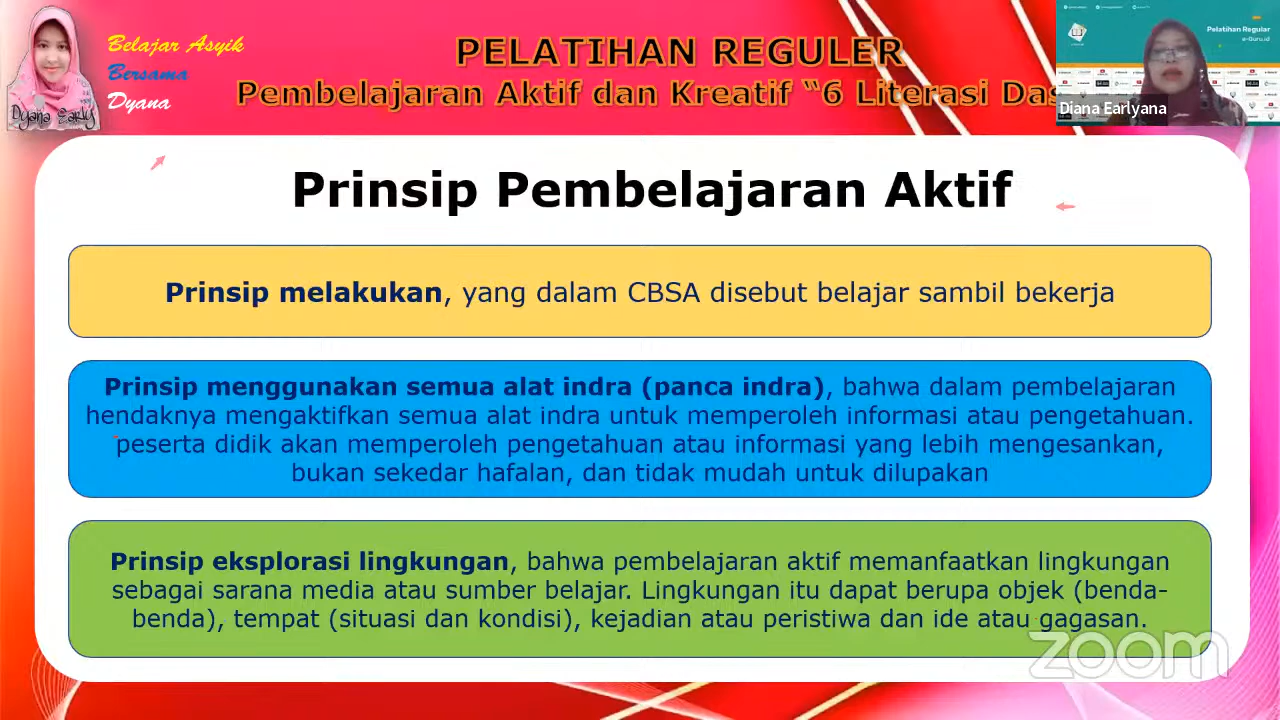 Belajar Asyik
Bersama
Dyana
Dyana Early
PELATIHAN REGULER
Pembelajaran Aktif dan Kreatif “6 Literasi Das
Pelatihan Reguler
e-Guru.id
Diana Earlyana
Prinsip Pembelajaran Aktif
Prinsip melakukan, yang dalam CBSA disebut belajar sambil bekerja
Prinsip menggunakan semua alat indra (panca indra), bahwa dalam pembelajaran
hendaknya mengaktifkan semua alat indra untuk memperoleh informasi atau pengetahuan.
peserta didik akan memperoleh pengetahuan atau informasi yang lebih mengesankan,
bukan sekedar hafalan, dan tidak mudah untuk dilupakan
Prinsip eksplorasi lingkungan, bahwa pembelajaran aktif memanfaatkan lingkungan
sebagai sarana media atau sumber belajar. Lingkungan itu dapat berupa objek (benda-
benda), tempat (situasi dan kondisi), kejadian atau peristiwa dan ide atau gagasan.
zoom